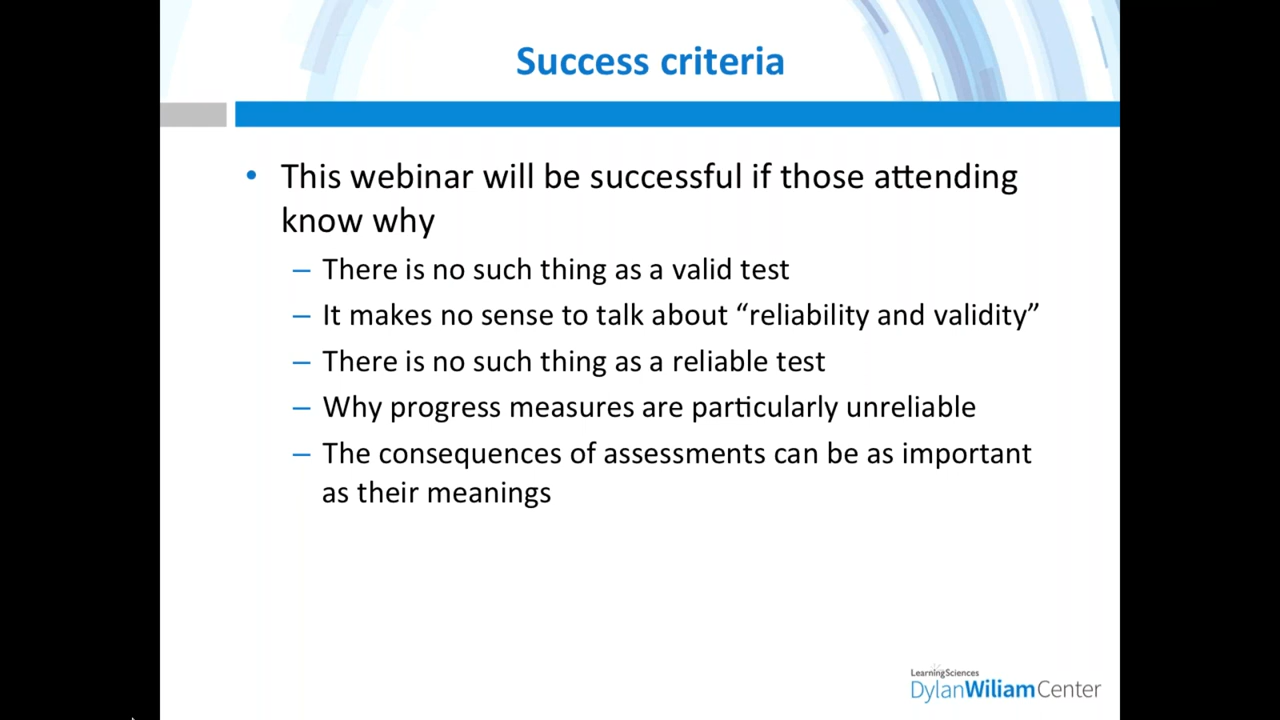 Success criteria
• This webinar will be successful if those attending
know why
– There is no such thing as a valid test
– It makes no sense to talk about “reliability and validity”
– There is no such thing as a reliable test
– Why progress measures are particularly unreliable
– The consequences of assessments can be as important
as their meanings
LearningSciences
DylanWiliamCenter